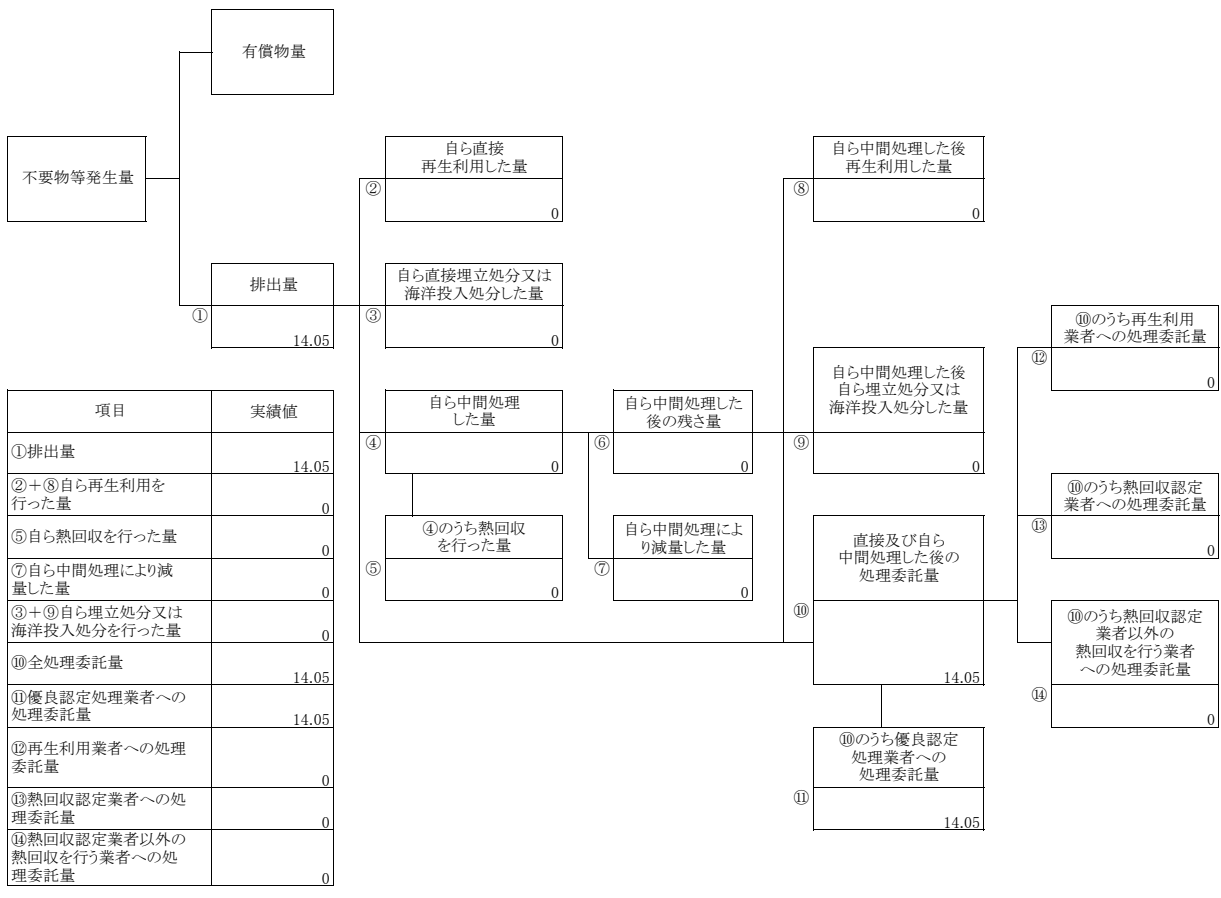 有償物量
不要物等発生量
排出量
①
14.05
自ら直接
再生利用した量
②
0
自ら直接埋立処分又は
海洋投入処分した量
③
0
自ら中間処理
した量
④
0
④のうち熱回収
を行った量
⑤
0
自ら中間処理した
後の残さ量
⑥
0
自ら中間処理によ
り減量した量
⑦
0
自ら中間処理した後
再生利用した量
⑧
0
自ら中間処理した後
自ら埋立処分又は
海洋投入処分した量
⑨
0
直接及び自ら
中間処理した後の
処理委託量
⑩
14.05
⑩のうち優良認定
処理業者への
処理委託量
⑪
14.05
⑩のうち再生利用
業者への処理委託量
⑫
0
⑩のうち熱回収認定
業者への処理委託量
⑬
0
⑩のうち熱回収認定
業者以外の
熱回収を行う業者
への処理委託量
⑭
0
項目 実績値
①排出量
14.05
②＋⑧自ら再生利用を
行った量
0
⑤自ら熱回収を行った量
0
⑦自ら中間処理により減
量した量
0
③＋⑨自ら埋立処分又は
海洋投入処分を行った量
0
⑩全処理委託量
14.05
⑪優良認定処理業者への
処理委託量
14.05
⑫再生利用業者への処理
委託量
0
⑬熱回収認定業者への処
理委託量
0
⑭熱回収認定業者以外の
熱回収を行う業者への処
理委託量
0